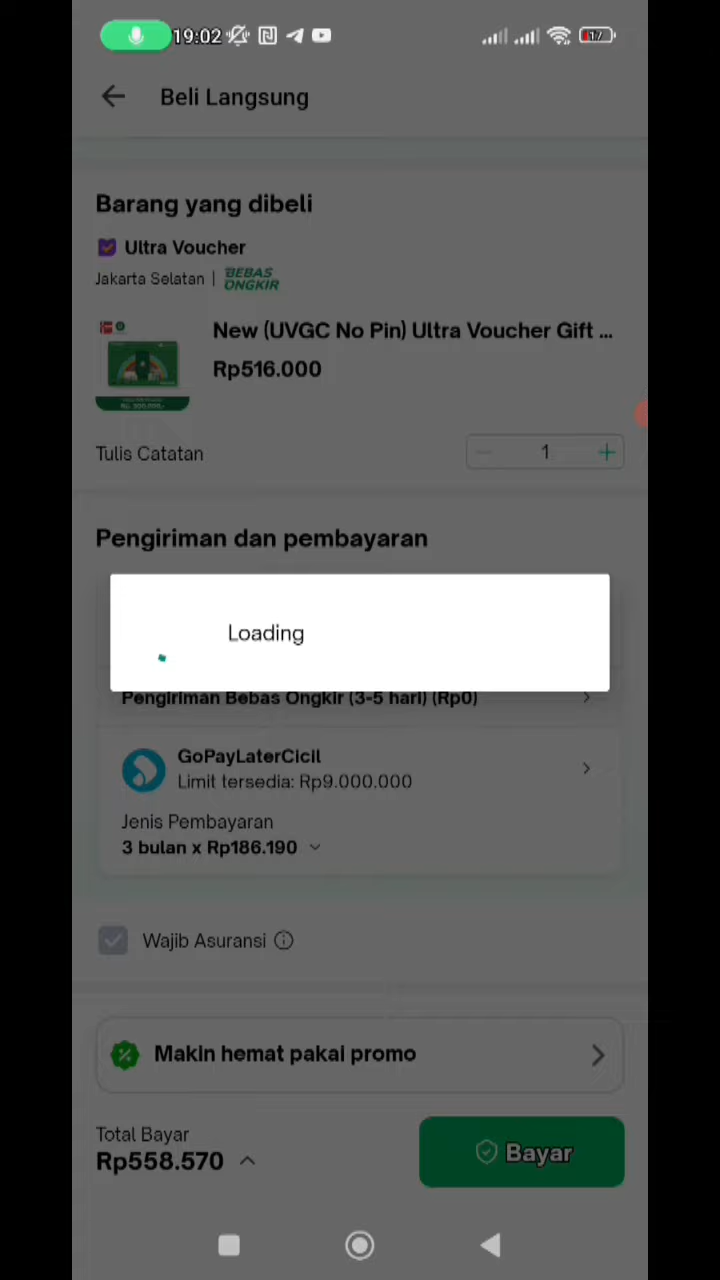 19:02
17
Beli Langsung
Barang yang dibeli
Ultra Voucher
Jakarta Selatan | BEBAS ONGKIR
New (UVGC No Pin) Ultra Voucher Gift ...
Rp516.000
Tulis Catatan
1
Pengiriman dan pembayaran
Loading
Pengiriman Bebas Ongkir (3-5 hari) (Rp0)
GoPayLaterCicil
Limit tersedia: Rp9.000.000
Jenis Pembayaran
3 bulan x Rp186.190
Wajib Asuransi
Makin hemat pakai promo
Total Bayar
Rp558.570
Bayar